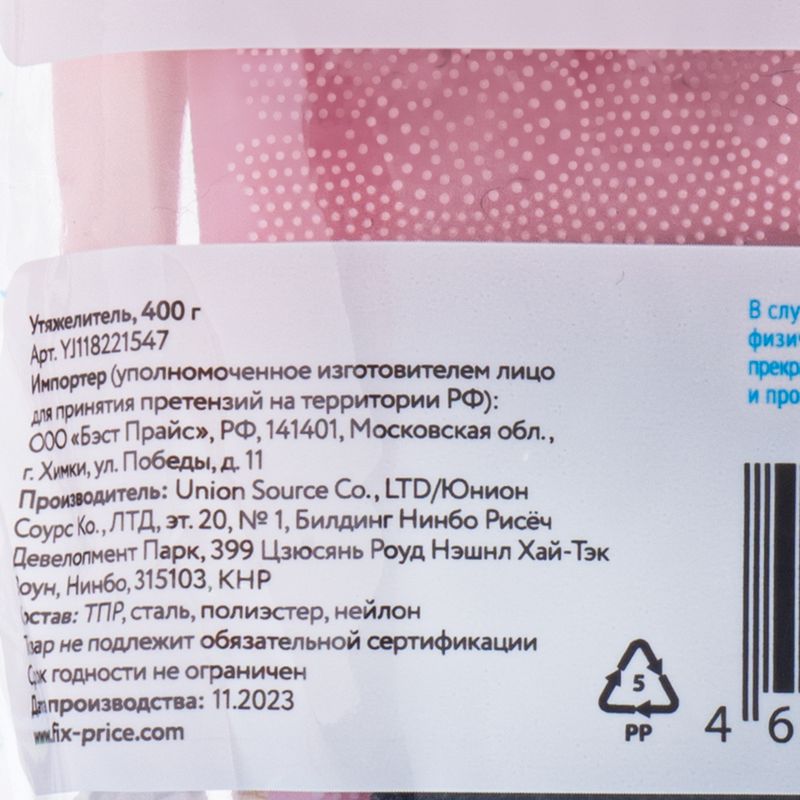 Утяжелитель, 400 г
Арт. YJ118221547
Импортер (уполномоченное изготовителем лицо
для принятия претензий на территории РФ):
ООО «Бэст Прайс», РФ, 141401, Московская обл.,
г. Химки, ул. Победы, д. 11
Производитель: Union Source Co., LTD/Юнион
Соурс Ко., ЛТД, эт. 20, № 1, Билдинг Нинбо Рисёч
Девелопмент Парк, 399 Цзюсянь Роуд Нэшнл Хай-Тэк
Зоун, Нинбо, 315103, КНР
Состав: ТПР, сталь, полиэстер, нейлон
Товар не подлежит обязательной сертификации
Срок годности не ограничен
Дата производства: 11.2023
www.fix-price.com
В слу
физич
прекра
и про
5
PP
4 6